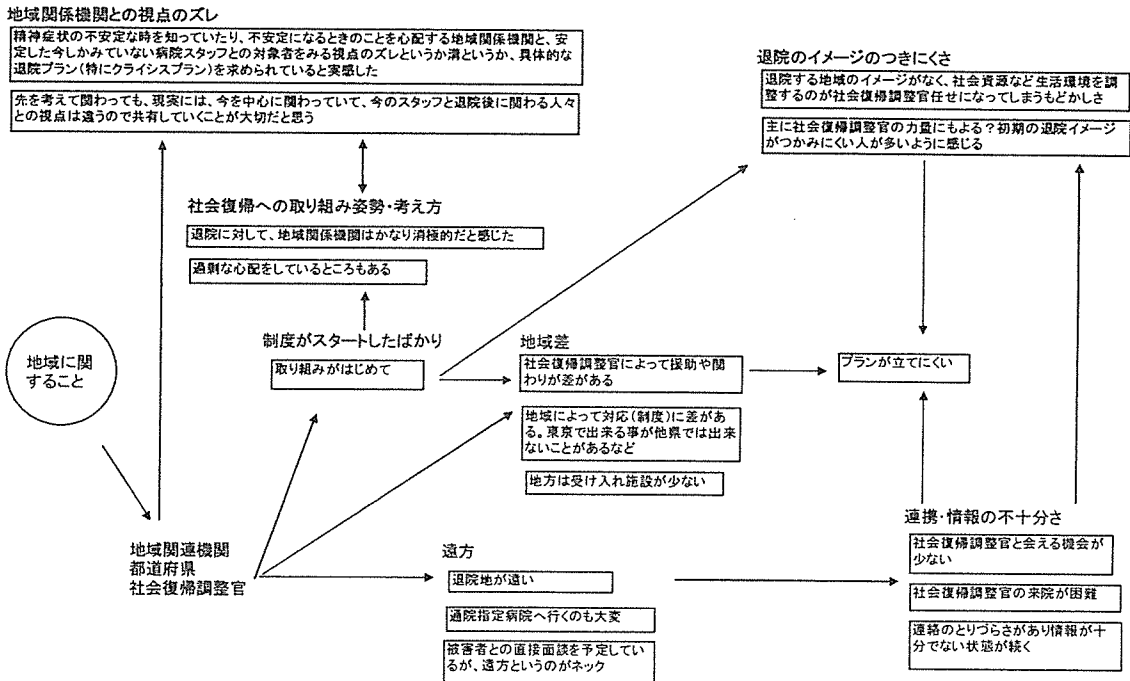 地域関係機関との視点のズレ
精神症状の不安定な時を知っていたり、不安定になるときのことを心配する地域関係機関と、安
定した今しかみていない病院スタッフとの対象者をみる視点のズレというか溝というか、具体的な
退院プラン(特にクライシスプラン)を求められていると実感した
先を考えて関わっても、現実には、今を中心に関わっていて、今のスタッフと退院後に関わる人々
との視点は違うので共有していくことが大切だと思う
退院のイメージのつきにくさ
退院する地域のイメージがなく、社会資源など生活環境を調
整するのが社会復帰調整官任せになってしまうもどかしさ
主に社会復帰調整官の力量にもよる?初期の退院イメージ
がつかみにくい人が多いように感じる
社会復帰への取り組み姿勢・考え方
退院に対して、地域関係機関はかなり消極的だと感じた
過剰な心配をしているところもある
制度がスタートしたばかり
取り組みがはじめて
地域に関
すること
地域差
社会復帰調整官によって援助や関
わりが差がある
地域によって対応(制度)に差があ
る。東京で出来る事が他県では出来
ないことがあるなど
地方は受け入れ施設が少ない
プランが立てにくい
地域関連機関
都道府県
社会復帰調整官
遠方
退院地が遠い
通院指定病院へ行くのも大変
被害者との直接面談を予定してい
るが、遠方というのがネック
連携・情報の不十分さ
社会復帰調整官と会える機会が
少ない
社会復帰調整官の来院が困難
連絡のとりづらさがあり情報が十
分でない状態が続く